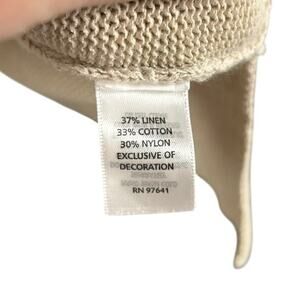 37% LINEN
33% COTTON
30% NYLON
EXCLUSIVE OF
DECORATION
RN 97641